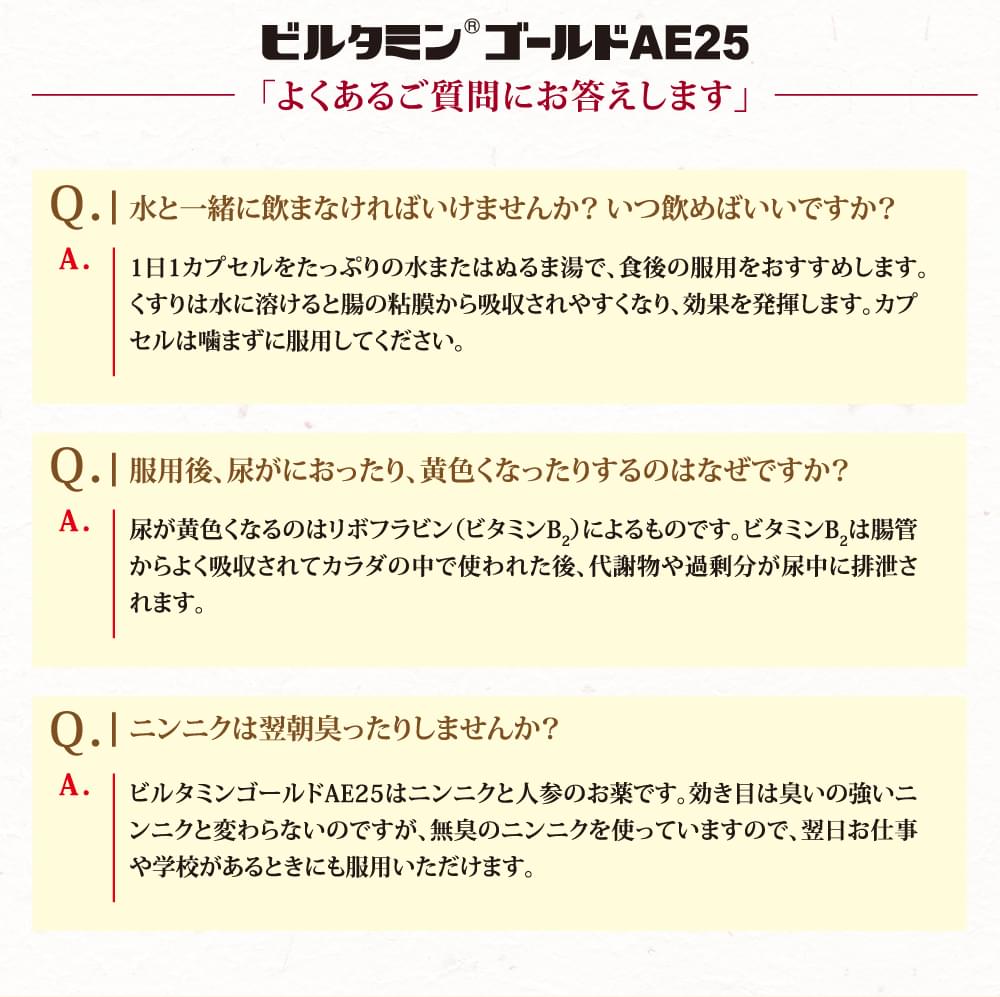 ビルタミン®ゴールドAE25
「よくあるご質問にお答えします」
Q. 水と一緒に飲まなければいけませんか？ いつ飲めばいいですか？
A. 1日1カプセルをたっぷりの水またはぬるま湯で、食後の服用をおすすめします。
くすりは水に溶けると腸の粘膜から吸収されやすくなり、効果を発揮します。カプ
セルは噛まずに服用してください。
Q. 服用後、尿がにおったり、黄色くなったりするのはなぜですか？
A. 尿が黄色くなるのはリボフラビン（ビタミンB₂）によるものです。ビタミンB₂は腸管
からよく吸収されてカラダの中で使われた後、代謝物や過剰分が尿中に排泄さ
れます。
Q. ニンニクは翌朝臭ったりしませんか？
A. ビルタミンゴールドAE25はニンニクと人参のお薬です。効き目は臭いの強いニ
ンニクと変わらないのですが、無臭のニンニクを使っていますので、翌日お仕事
や学校があるときにも服用いただけます。